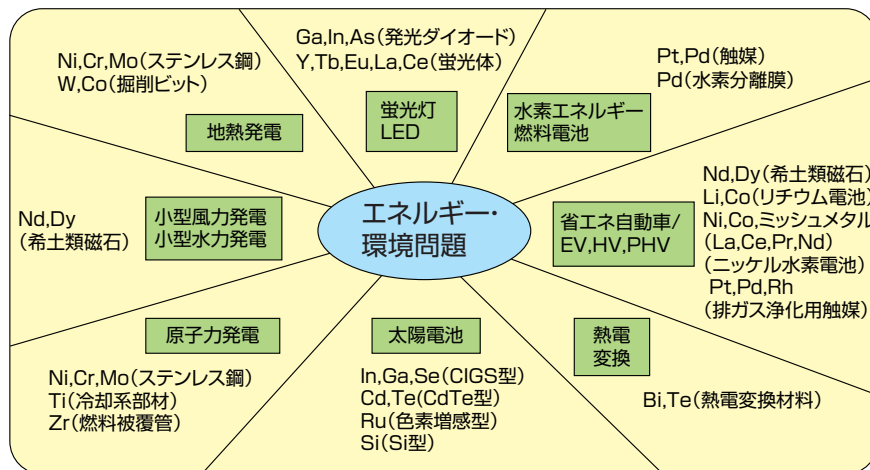 Ni,Cr,Mo(ステンレス鋼)
W,Co(掘削ビット)
地熱発電
Ga,In,As(発光ダイオード)
Y,Tb,Eu,La,Ce(蛍光体)
蛍光灯
LED
Pt,Pd(触媒)
Pd(水素分離膜)
水素エネルギー
燃料電池
Nd,Dy
(希土類磁石)
小型風力発電
小型水力発電
エネルギー・
環境問題
省エネ自動車/
EV,HV,PHV
Nd,Dy(希土類磁石)
Li,Co(リチウム電池)
Ni,Co,ミッシュメタル
(La,Ce,Pr,Nd)
(ニッケル水素電池)
Pt,Pd,Rh
(排ガス浄化用触媒)
原子力発電
Ni,Cr,Mo(ステンレス鋼)
Ti(冷却系部材)
Zr(燃料被覆管)
太陽電池
In,Ga,Se(CIGS型)
Cd,Te(CdTe型)
Ru(色素増感型)
Si(Si型)
熱電
変換
Bi,Te(熱電変換材料)